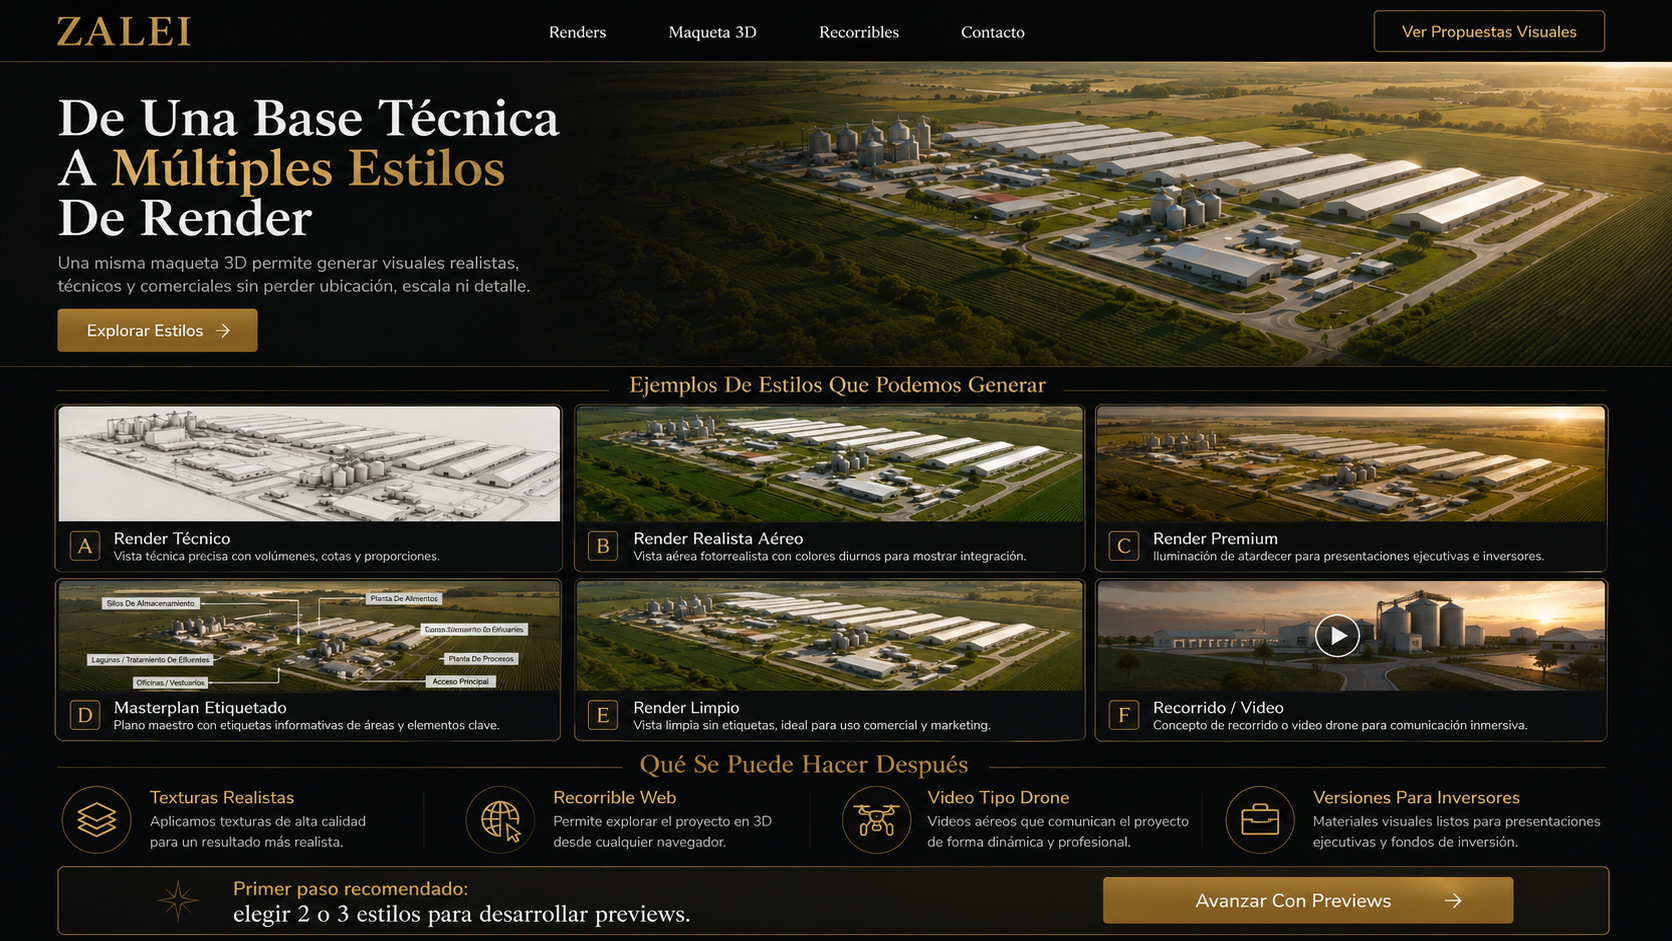 ZALEI
Renders
Maqueta 3D
Recorribles
Contacto
Ver Propuestas Visuales
De Una Base Técnica
A Múltiples Estilos
De Render
Una misma maqueta 3D permite generar visuales realistas,
técnicos y comerciales sin perder ubicación, escala ni detalle.
Explorar Estilos
Ejemplos De Estilos Que Podemos Generar
A
Render Técnico
Vista técnica precisa con volúmenes, cotas y proporciones.
B
Render Realista Aéreo
Vista aérea fotorrealista con colores diurnos para mostrar integración.
C
Render Premium
Iluminación de atardecer para presentaciones ejecutivas e inversores.
Silos De Almacenamiento
Planta De Alimentos
Lagunas / Tratamiento De Efluentes
Planta De Procesos
Oficinas / Vestuarios
Acceso Principal
D
Masterplan Etiquetado
Plano maestro con etiquetas informativas de áreas y elementos clave.
E
Render Limpio
Vista limpia sin etiquetas, ideal para uso comercial y marketing.
F
Recorrido / Video
Concepto de recorrido o video drone para comunicación inmersiva.
Qué Se Puede Hacer Después
Texturas Realistas
Aplicamos texturas de alta calidad
para un resultado más realista.
Recorrible Web
Permite explorar el proyecto en 3D
desde cualquier navegador.
Video Tipo Drone
Videos aéreos que comunican el proyecto
de forma dinámica y profesional.
Versiones Para Inversores
Materiales visuales listos para presentaciones
ejecutivas y fondos de inversión.
Primer paso recomendado:
elegir 2 o 3 estilos para desarrollar previews.
Avanzar Con Previews